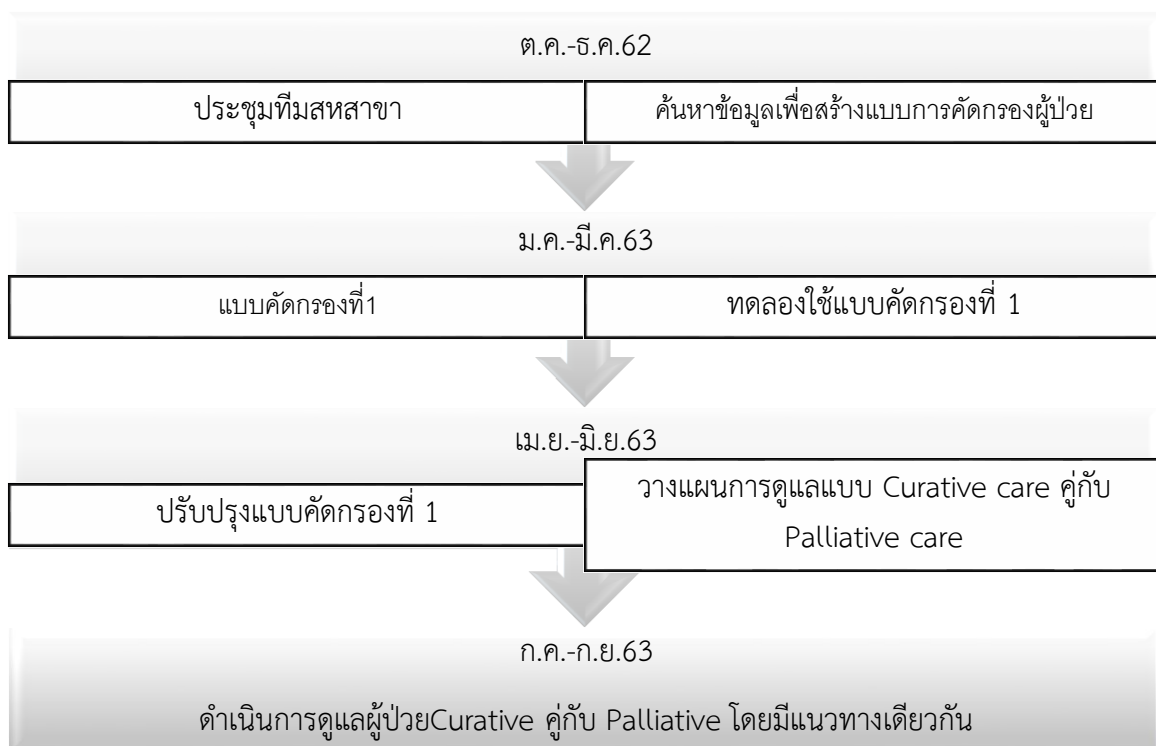 ต.ค.-ธ.ค.62
ประชุมทีมสหสาขา
ค้นหาข้อมูลเพื่อสร้างแบบการคัดกรองผู้ป่วย
ม.ค.-มี.ค.63
แบบคัดกรองที่1
ทดลองใช้แบบคัดกรองที่ 1
เม.ย.-มิ.ย.63
ปรับปรุงแบบคัดกรองที่ 1
วางแผนการดูแลแบบ Curative care คู่กับ
Palliative care
ก.ค.-ก.ย.63
ดำเนินการดูแลผู้ป่วยCurative คู่กับ Palliative โดยมีแนวทางเดียวกัน